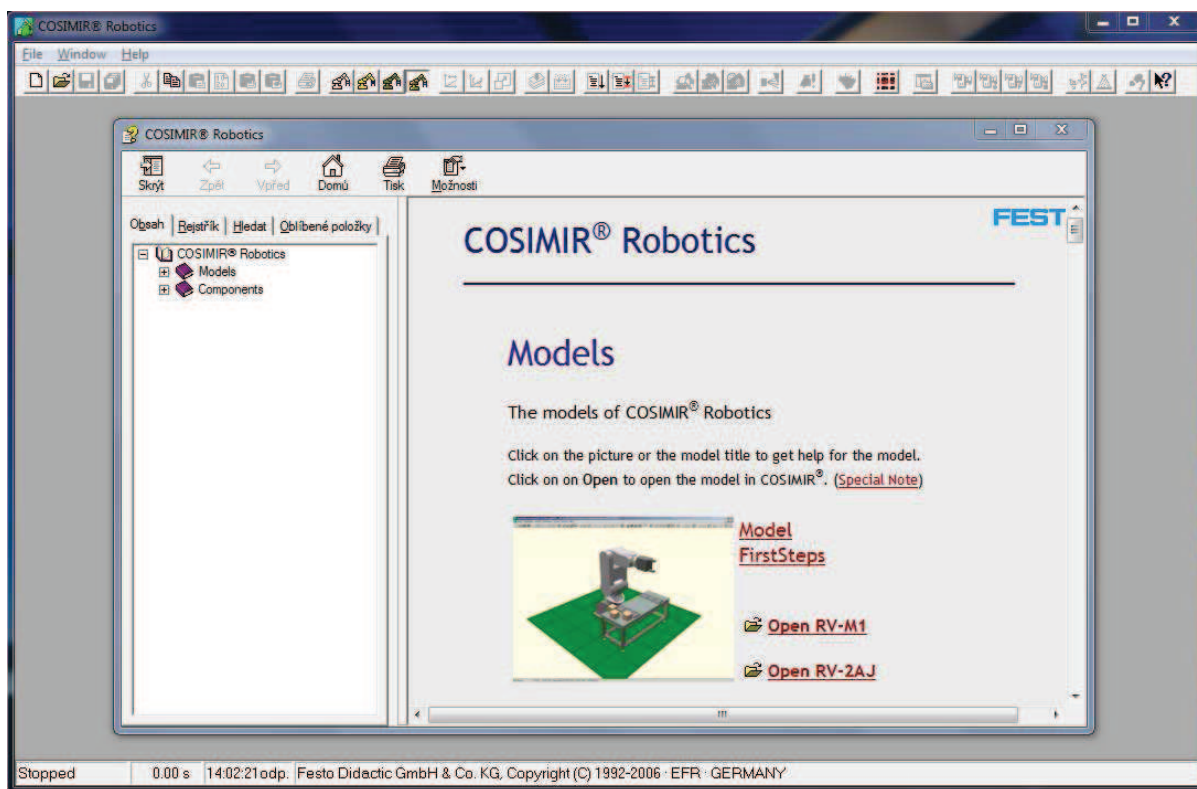 COSIMIR® Robotics
File Window Help
COSIMIR® Robotics
Skrýt Zpět Vpřed Domů Tisk Možnosti
Obsah Rejstřík Hledat Oblíbené položky
COSIMIR® Robotics
Models
Components
FEST
COSIMIR® Robotics
Models
The models of COSIMIR® Robotics
Click on the picture or the model title to get help for the model.
Click on on Open to open the model in COSIMIR®. (Special Note)
Model
FirstSteps
Open RV-M1
Open RV-2AJ
Stopped 0.00 s 14:02:21 odp. Festo Didactic GmbH & Co. KG, Copyright (C) 1992-2006 · EFR · GERMANY